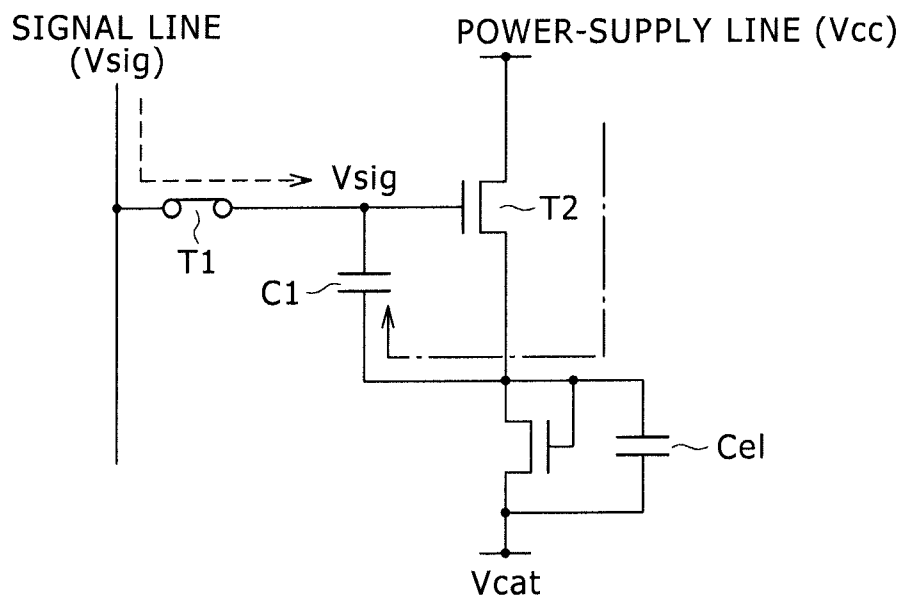 SIGNAL LINE
(Vsig)
POWER-SUPPLY LINE (Vcc)
Vsig
T2
T1
C1
Cel
Vcat